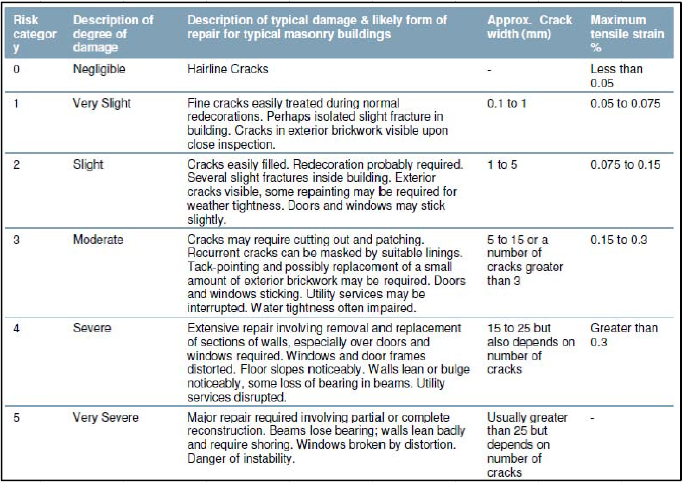 Risk category
Description of degree of damage
Description of typical damage & likely form of repair for typical masonry buildings
Approx. Crack width (mm)
Maximum tensile strain %
0
Negligible
Hairline Cracks
-
Less than 0.05
1
Very Slight
Fine cracks easily treated during normal
redecorations. Perhaps isolated slight fracture in
building. Cracks in exterior brickwork visible upon
close inspection.
0.1 to 1
0.05 to 0.075
2
Slight
Cracks easily filled. Redecoration probably required.
Several slight fractures inside building. Exterior
cracks visible, some repainting may be required for
weather tightness. Doors and windows may stick
slightly.
1 to 5
0.075 to 0.15
3
Moderate
Cracks may require cutting out and patching.
Recurrent cracks can be masked by suitable linings.
Tack-pointing and possibly replacement of a small
amount of exterior brickwork may be required. Doors
and windows sticking. Utility services may be
interrupted. Water tightness often impaired.
5 to 15 or a
number of
cracks greater
than 3
0.15 to 0.3
4
Severe
Extensive repair involving removal and replacement
of sections of walls, especially over doors and
windows required. Windows and door frames
distorted. Floor slopes noticeably. Walls lean or bulge
noticeably, some loss of bearing in beams. Utility
services disrupted.
15 to 25 but
also depends on
number of
cracks
Greater than
0.3
5
Very Severe
Major repair required involving partial or complete
reconstruction. Beams lose bearing; walls lean badly
and require shoring. Windows broken by distortion.
Danger of instability.
Usually greater
than 25 but
depends on
number of
cracks
-